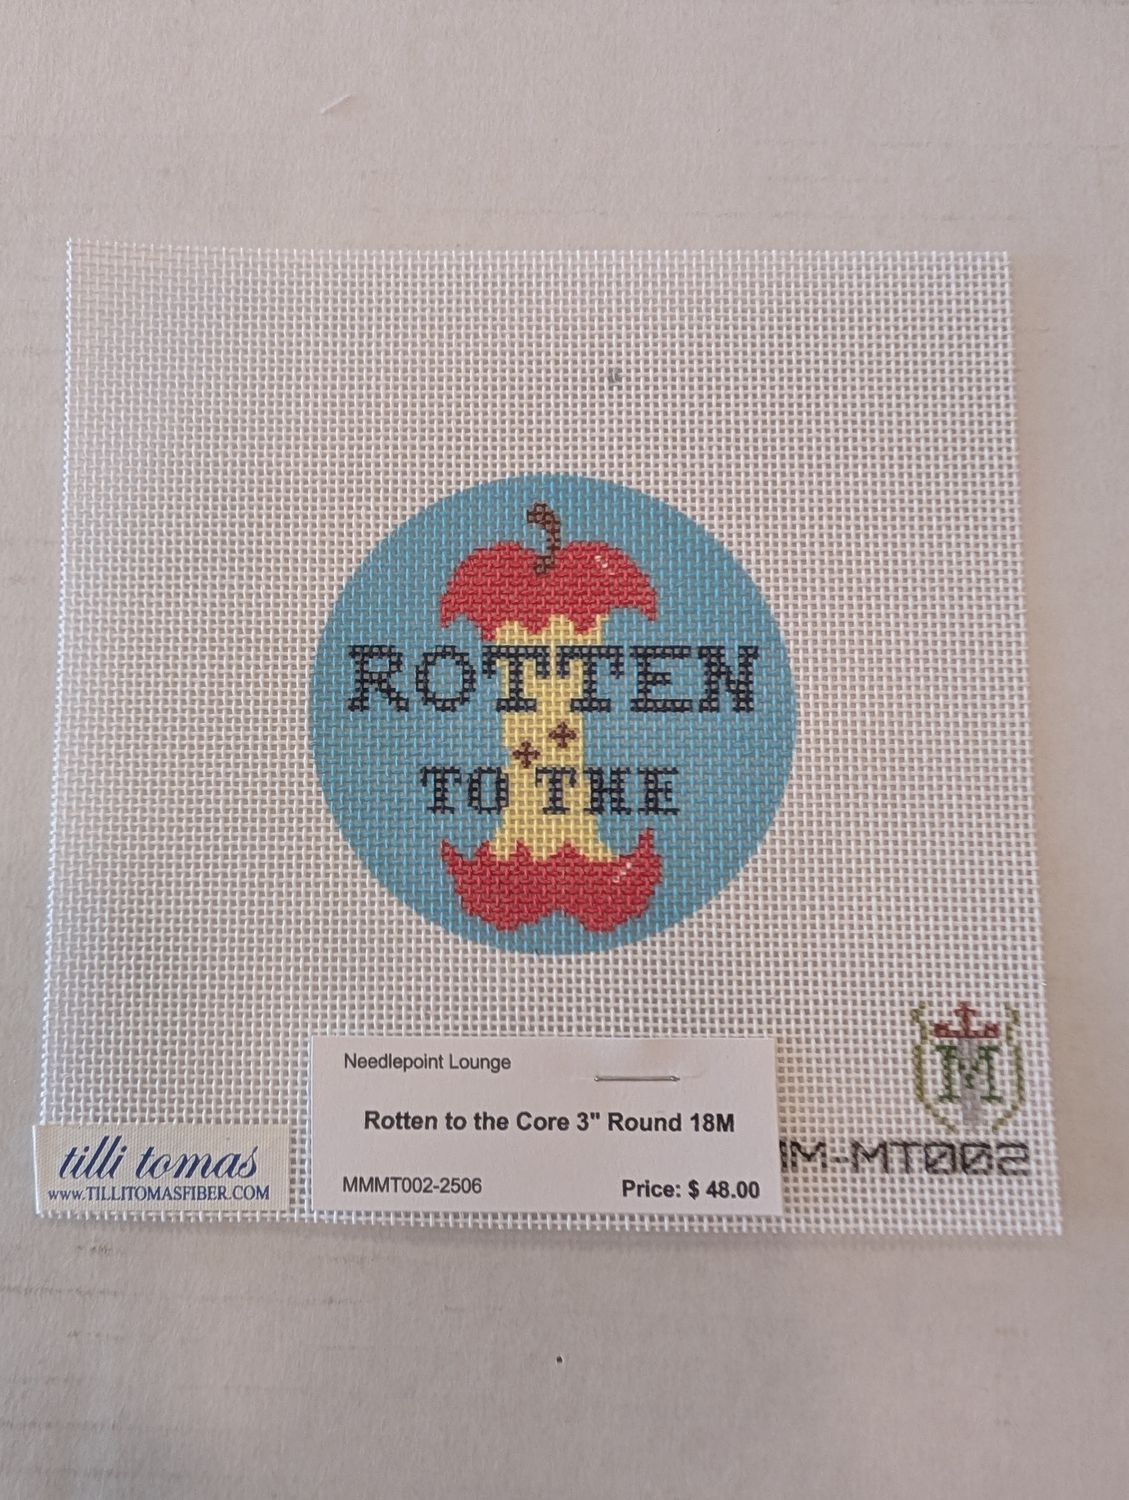 ROTTEN
TO THE
M
Needlepoint Lounge
Rotten to the Core 3" Round 18M
MMMT002-2506
Price: $ 48.00
tilli tomas
www.TILLITOMASFIBER.COM
M-MT002